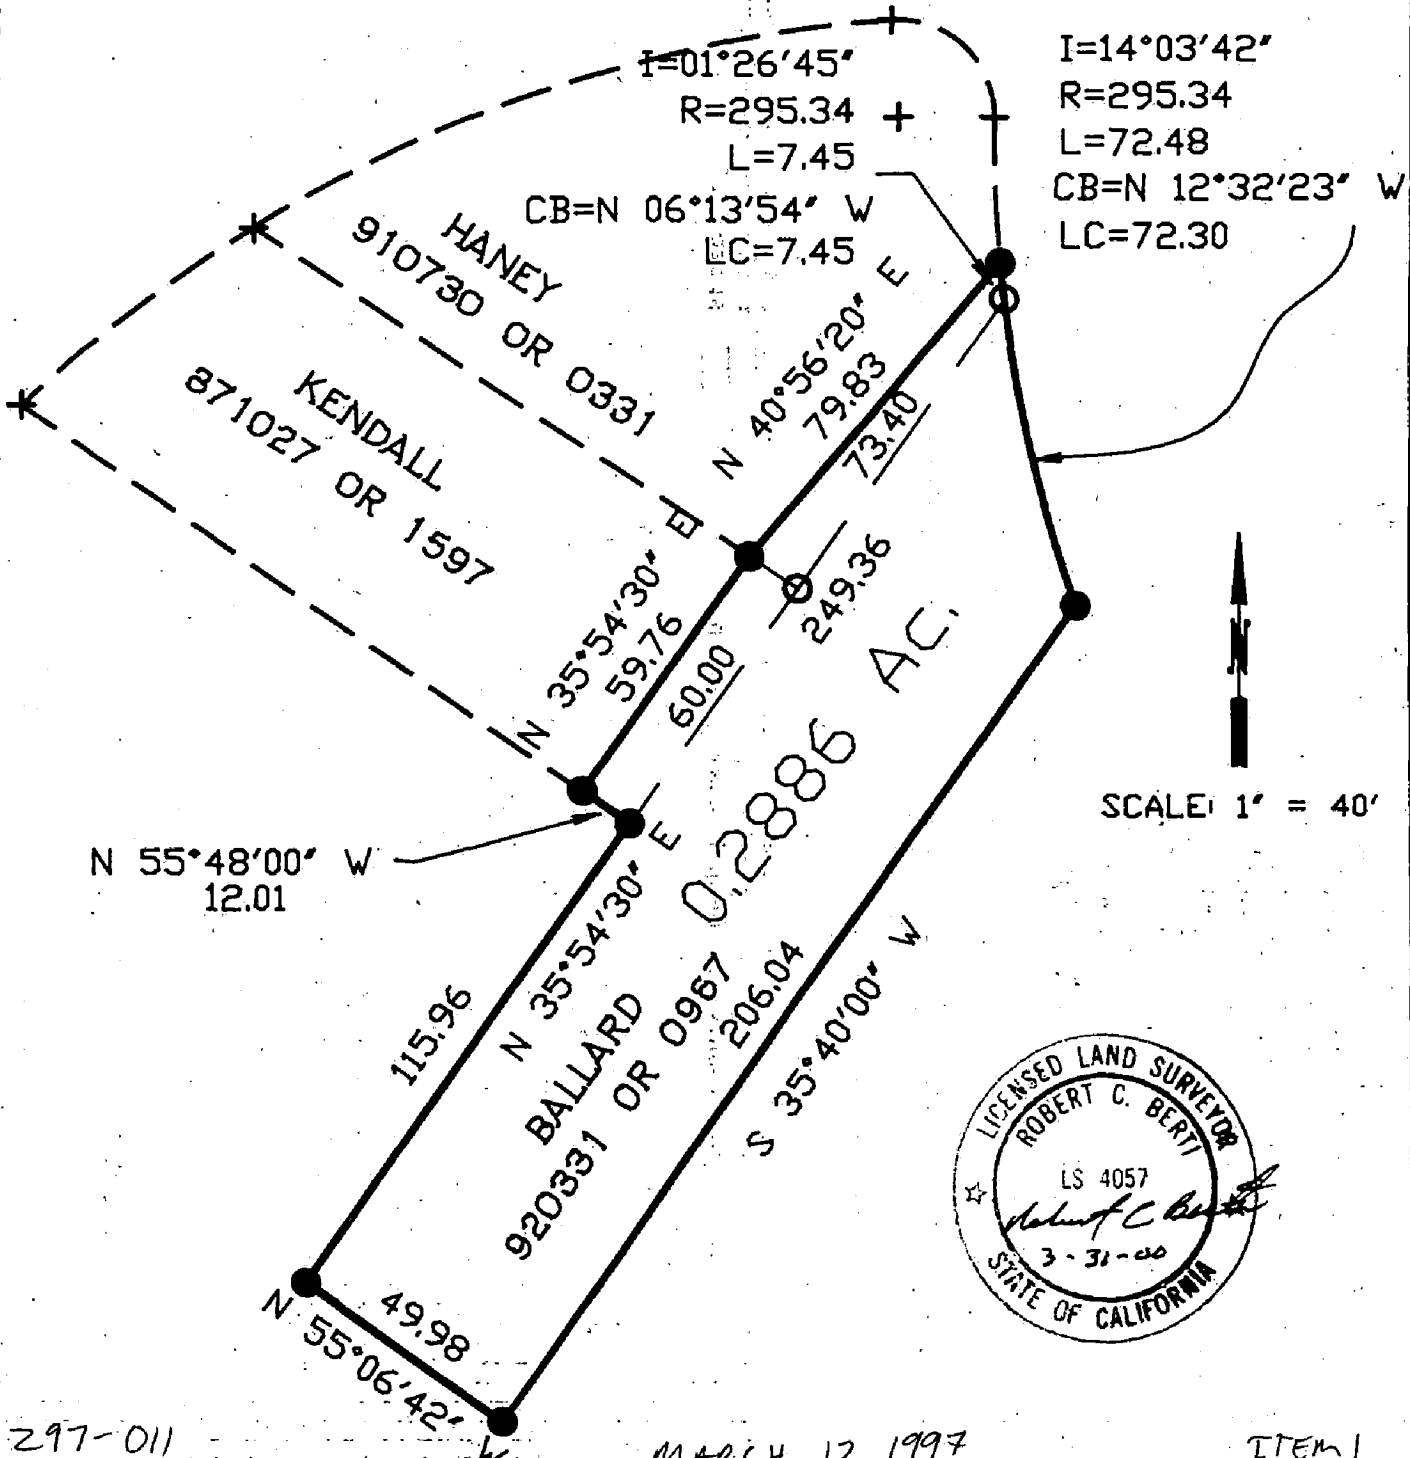 I=01°26'45"
R=295.34
L=7.45
CB=N 06°13'54" W
LC=7.45
I=14°03'42"
R=295.34
L=72.48
CB=N 12°32'23" W
LC=72.30
HANEY
910730 OR 0331
KENDALL
871027 OR 1597
N 40°56'20" E
79.83
73.40
N 35°54'30" E
59.76
60.00
249.36
0.2886 AC.
N
SCALE: 1" = 40'
N 55°48'00" W
12.01
115.96
N 35°54'30" E
BALLARD
920331 OR 0967
206.04
S 35°40'00" W
49.98
N 55°06'42" W
LICENSED LAND SURVEYOR
ROBERT C. BERTI
LS 4057
Robert C Berti
3-31-00
STATE OF CALIFORNIA
297-011
MARCH 12 1997
ITEM 1